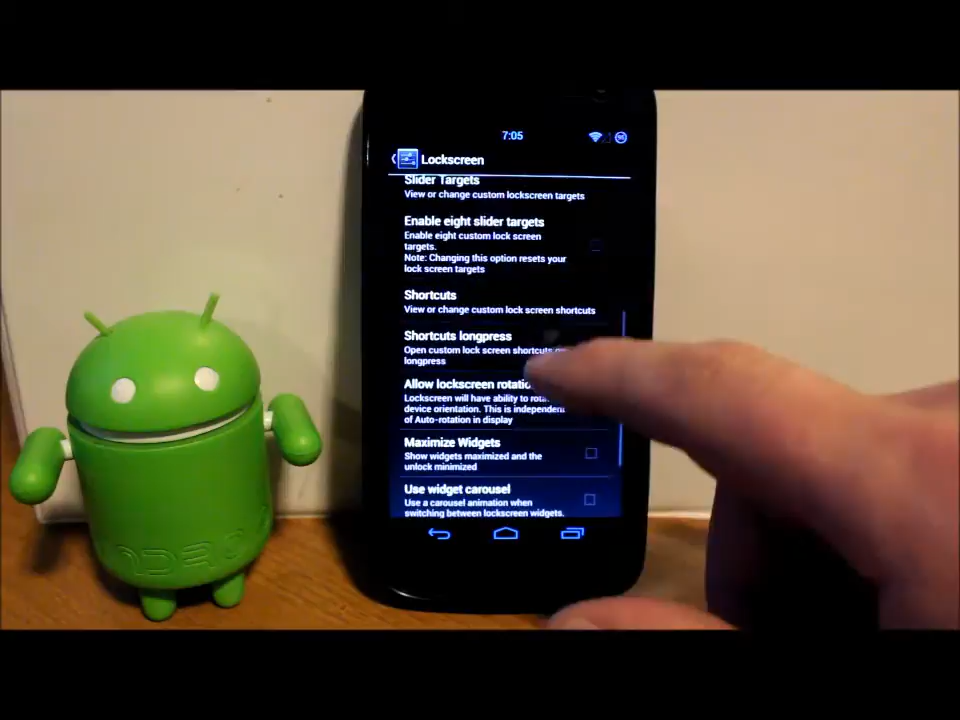 7:05
Lockscreen
Slider Targets
View or change custom lockscreen targets
Enable eight slider targets
Enable eight custom lock screen
targets.
Note: Changing this option resets your
lock screen targets
Shortcuts
View or change custom lock screen shortcuts
Shortcuts longpress
Open custom lock screen shortcuts
longpress
Allow lockscreen
Lockscreen will have ability to
device orientation. This is
of Auto-rotation in display
Maximize Widgets
Show widgets maximized and the
unlock minimized
Use widget carousel
Use a carousel animation when
switching between lockscreen widgets.